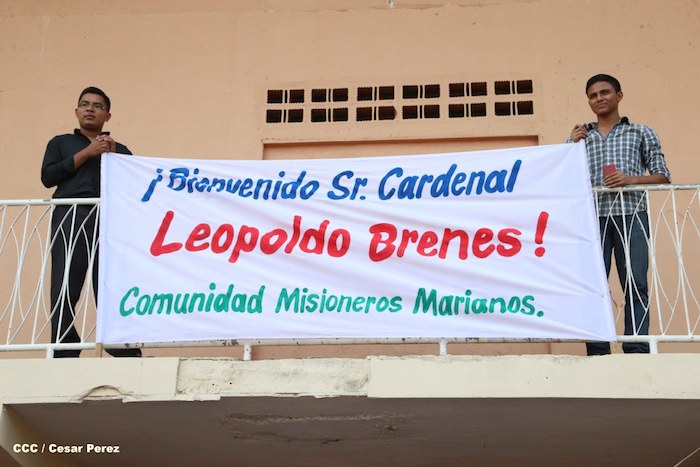 ¡Bienvenido Sr. Cardenal
Leopoldo Brenes!
Comunidad Misioneros Marianos.
CCC / Cesar Perez